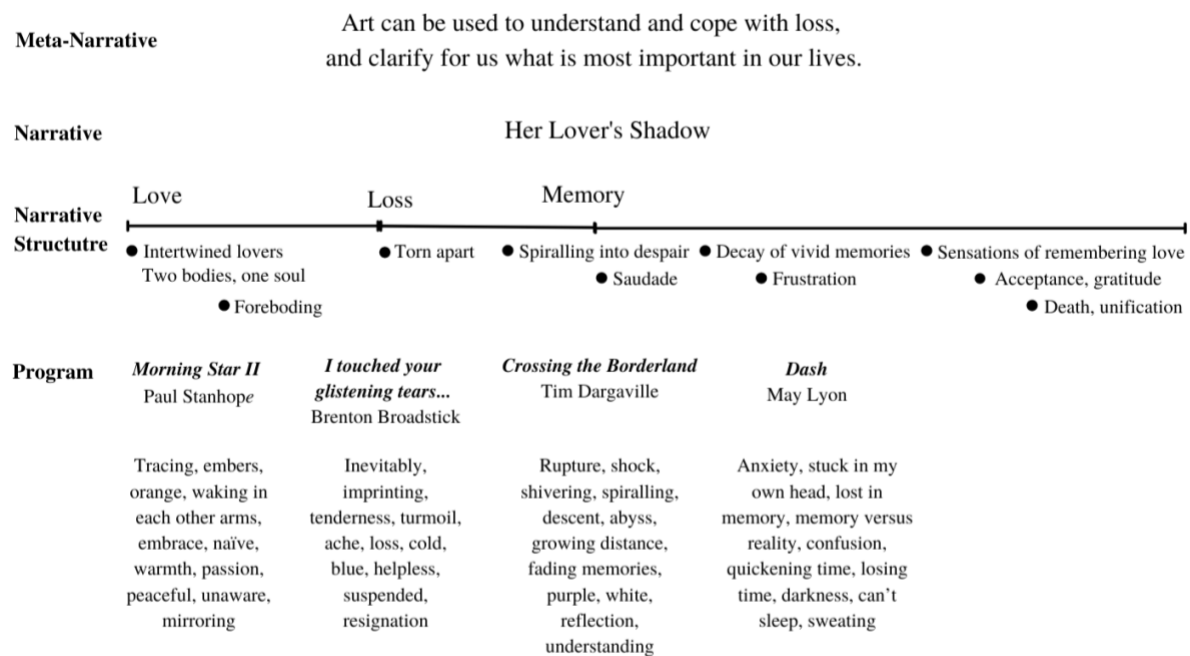 Meta-Narrative
Art can be used to understand and cope with loss,
and clarify for us what is most important in our lives.
Narrative
Her Lover's Shadow
Narrative
Structutre
Love
Loss
Memory
● Intertwined lovers
Two bodies, one soul
● Foreboding
● Torn apart
● Spiralling into despair
● Saudade
● Decay of vivid memories
● Frustration
● Sensations of remembering love
● Acceptance, gratitude
● Death, unification
Program
Morning Star II
Paul Stanhope
I touched your
glistening tears...
Brenton Broadstick
Crossing the Borderland
Tim Dargaville
Dash
May Lyon
Tracing, embers,
orange, waking in
each other arms,
embrace, naïve,
warmth, passion,
peaceful, unaware,
mirroring
Inevitably,
imprinting,
tenderness, turmoil,
ache, loss, cold,
blue, helpless,
suspended,
resignation
Rupture, shock,
shivering, spiralling,
descent, abyss,
growing distance,
fading memories,
purple, white,
reflection,
understanding
Anxiety, stuck in my
own head, lost in
memory, memory versus
reality, confusion,
quickening time, losing
time, darkness, can't
sleep, sweating